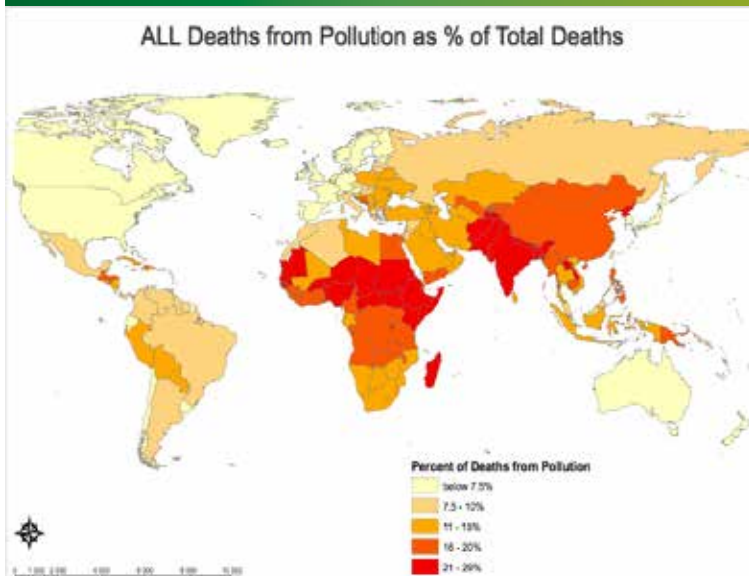 ALL Deaths from Pollution as % of Total Deaths
Percent of Deaths from Pollution
below 7.5%
7.5 - 10%
11 - 15%
16 - 20%
21 - 29%